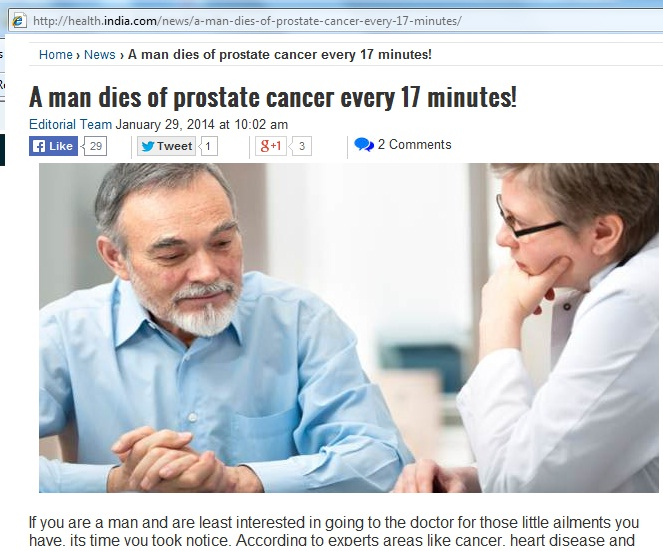 http://health.india.com/news/a-man-dies-of-prostate-cancer-every-17-minutes/
Home › News › A man dies of prostate cancer every 17 minutes!
A man dies of prostate cancer every 17 minutes!
Editorial Team January 29, 2014 at 10:02 am
Like 29 Tweet 1 g+1 3 2 Comments
If you are a man and are least interested in going to the doctor for those little ailments you
have, its time you took notice. According to experts areas like cancer, heart disease and